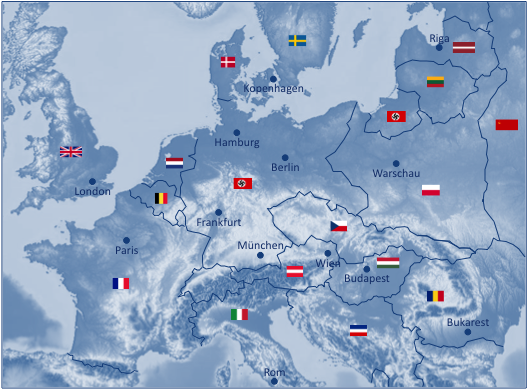 Riga
Kopenhagen
Hamburg
Berlin
Warschau
London
Frankfurt
Paris
München
Wien
Budapest
Bukarest
Rom